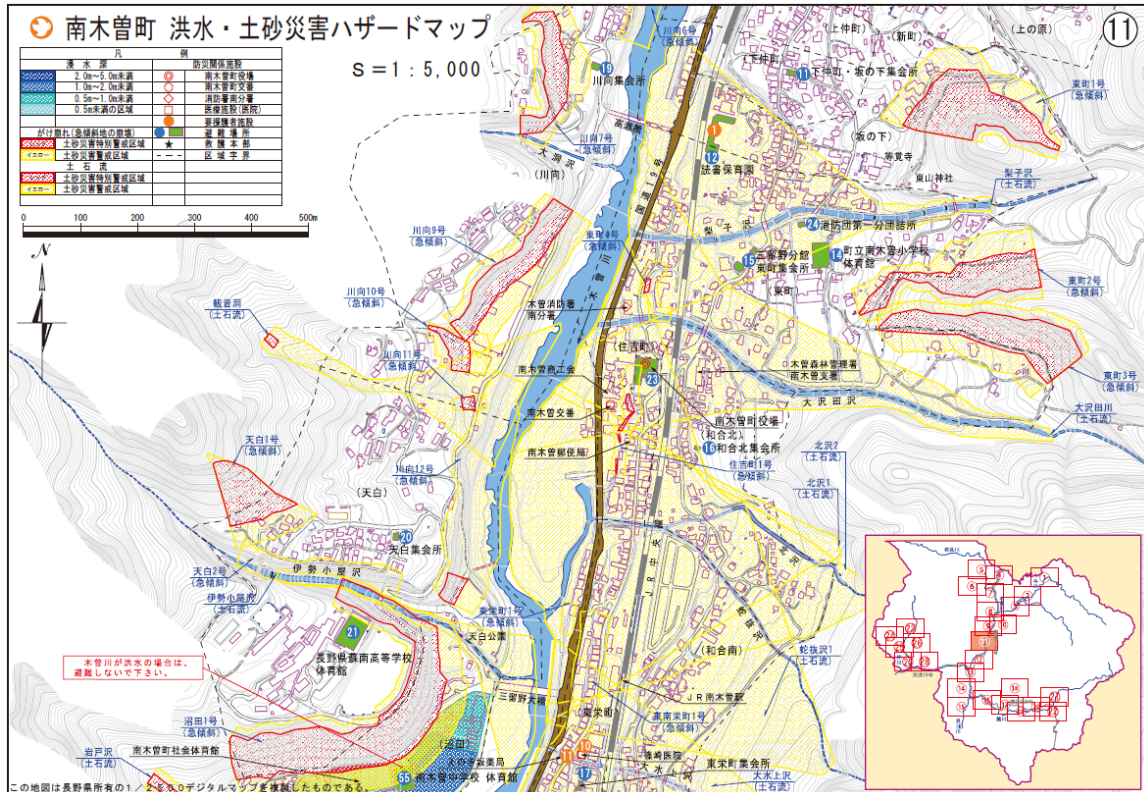 南木曽町 洪水・土砂災害ハザードマップ
S=1:5,000
⑪
凡 例
浸 水 深
防災関係施設
2.0m~5.0m未満
南木曽町役場
1.0m~2.0m未満
南木曽町交番
0.5m~1.0m未満
消防署南分署
0.5m未満の区域
医療施設(医院)
要援護者施設
がけ崩れ(急傾斜地の崩壊)
避 難 場 所
土砂災害特別警戒区域
★
救 護 本 部
イエロー
土砂災害警戒区域
区 域 字 界
土 石 流
土砂災害特別警戒区域
イエロー
土砂災害警戒区域
0 100 200 300 400 500m
N
川向6号
(急傾斜)
19
川向集会所
(上仲町)
(新町)
(上の原)
(下仲町)
11
下仲町・坂の下集会所
東町1号
(急傾斜)
川向7号
(急傾斜)
大洞沢
(川向)
高瀬橋
1
12
読書保育園
(坂の下)
等覚寺
東山神社
梨子沢
(土石流)
国道19号
川向9号
(急傾斜)
東町4号
(急傾斜)
木曽川
梨子沢
24
消防団第一分団詰所
15
三留野分館
東町集会所
14
町立南木曽小学校
体育館
(東町)
東町2号
(急傾斜)
川向10号
(急傾斜)
観音洞
(土石流)
木曽消防署
南分署
川向11号
(急傾斜)
(住吉町)
南木曽商工会
23
木曽森林管理署
南木曽支署
東町3号
(急傾斜)
大沢田沢
大沢田川
(土石流)
南木曽交番
南木曽町役場
(和合北)
天白1号
(急傾斜)
南木曽郵便局
16
和合北集会所
北沢2
(土石流)
川向12号
(急傾斜)
住吉町1号
(急傾斜)
北沢1
(土石流)
(天白)
20
天白集会所
JR中央線
北沢
天白2号
(急傾斜)
伊勢小屋沢
伊勢小屋沢
(土石流)
東栄町1号
(急傾斜)
天白公園
蛇抜沢
21
長野県蘇南高等学校
体育館
(和合南)
蛇抜沢1
(土石流)
木曽川が洪水の場合は、
避難しないで下さい。
三留野大橋
JR南木曽駅
沼田1号
(急傾斜)
東栄町
東南栄町1号
(急傾斜)
岩戸沢
(土石流)
南木曽町社会体育館
(沼田)
11
10
篠崎医院
55
南木曽中学校 体育館
17
東栄町集会所
大水上沢
(土石流)
この地図は長野県所有の1/2500デジタルマップを複製したものである。